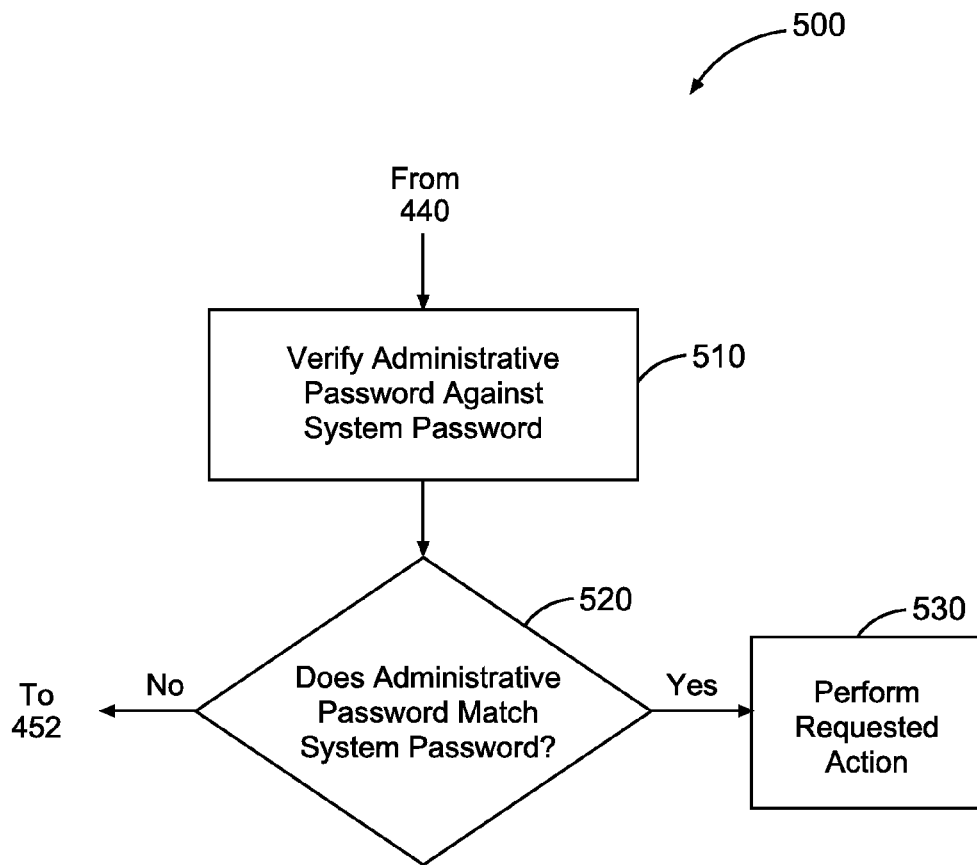 500
From
440
Verify Administrative
Password Against
System Password
510
520
530
To
452
No
Does Administrative
Password Match
System Password?
Yes
Perform
Requested
Action